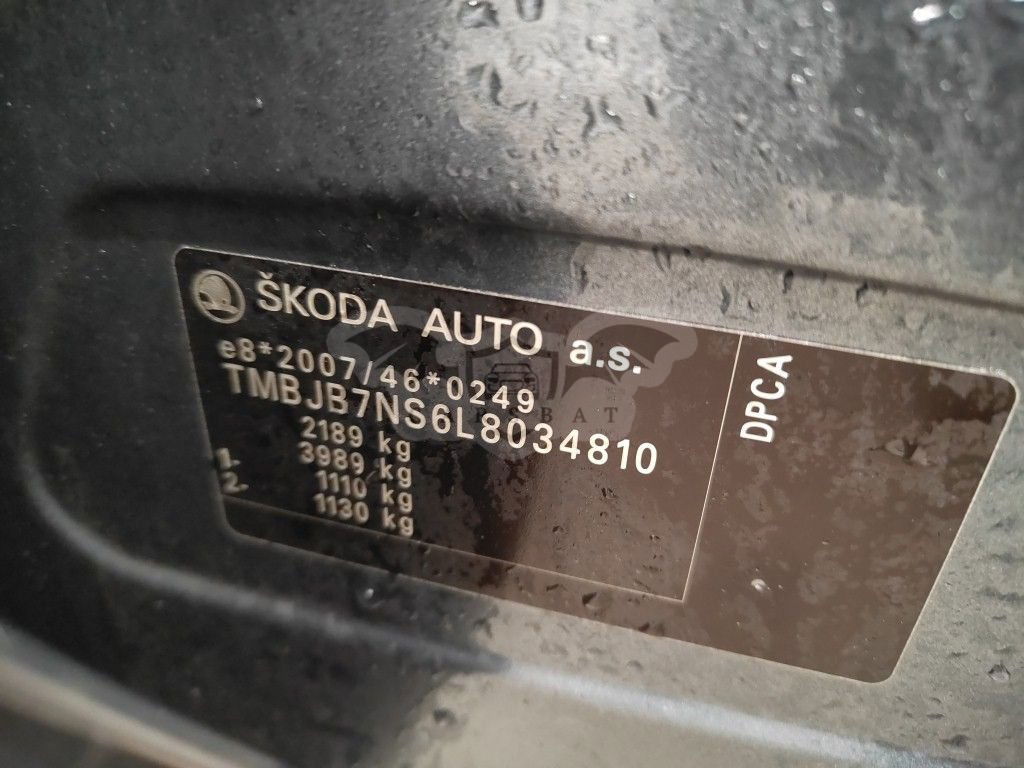 ŠKODA AUTO a.s.
e8*2007/46*0249
TMBJB7NS6L8034810
2189 kg
3989 kg
1. 1110 kg
2. 1130 kg
DPCA